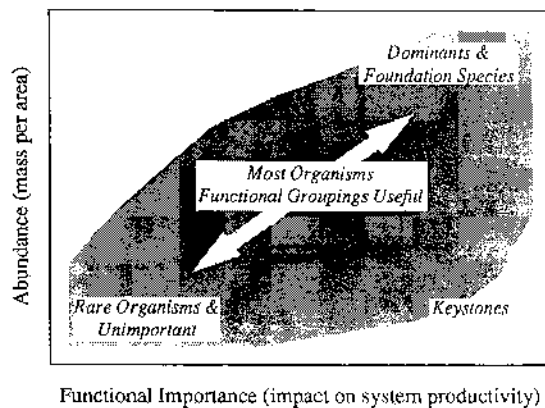 Dominants &
Foundation Species
Most Organisms
Functional Groupings Useful
Rare Organisms &
Unimportant
Keystones
Abundance (mass per area)
Functional Importance (impact on system productivity)